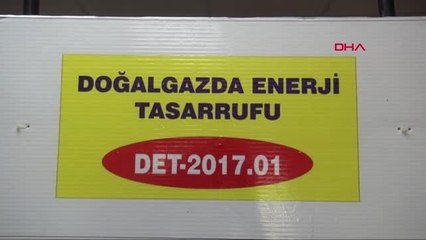 DHA
DOĞALGAZDA ENERJİ
TASARRUFU
DET-2017.01